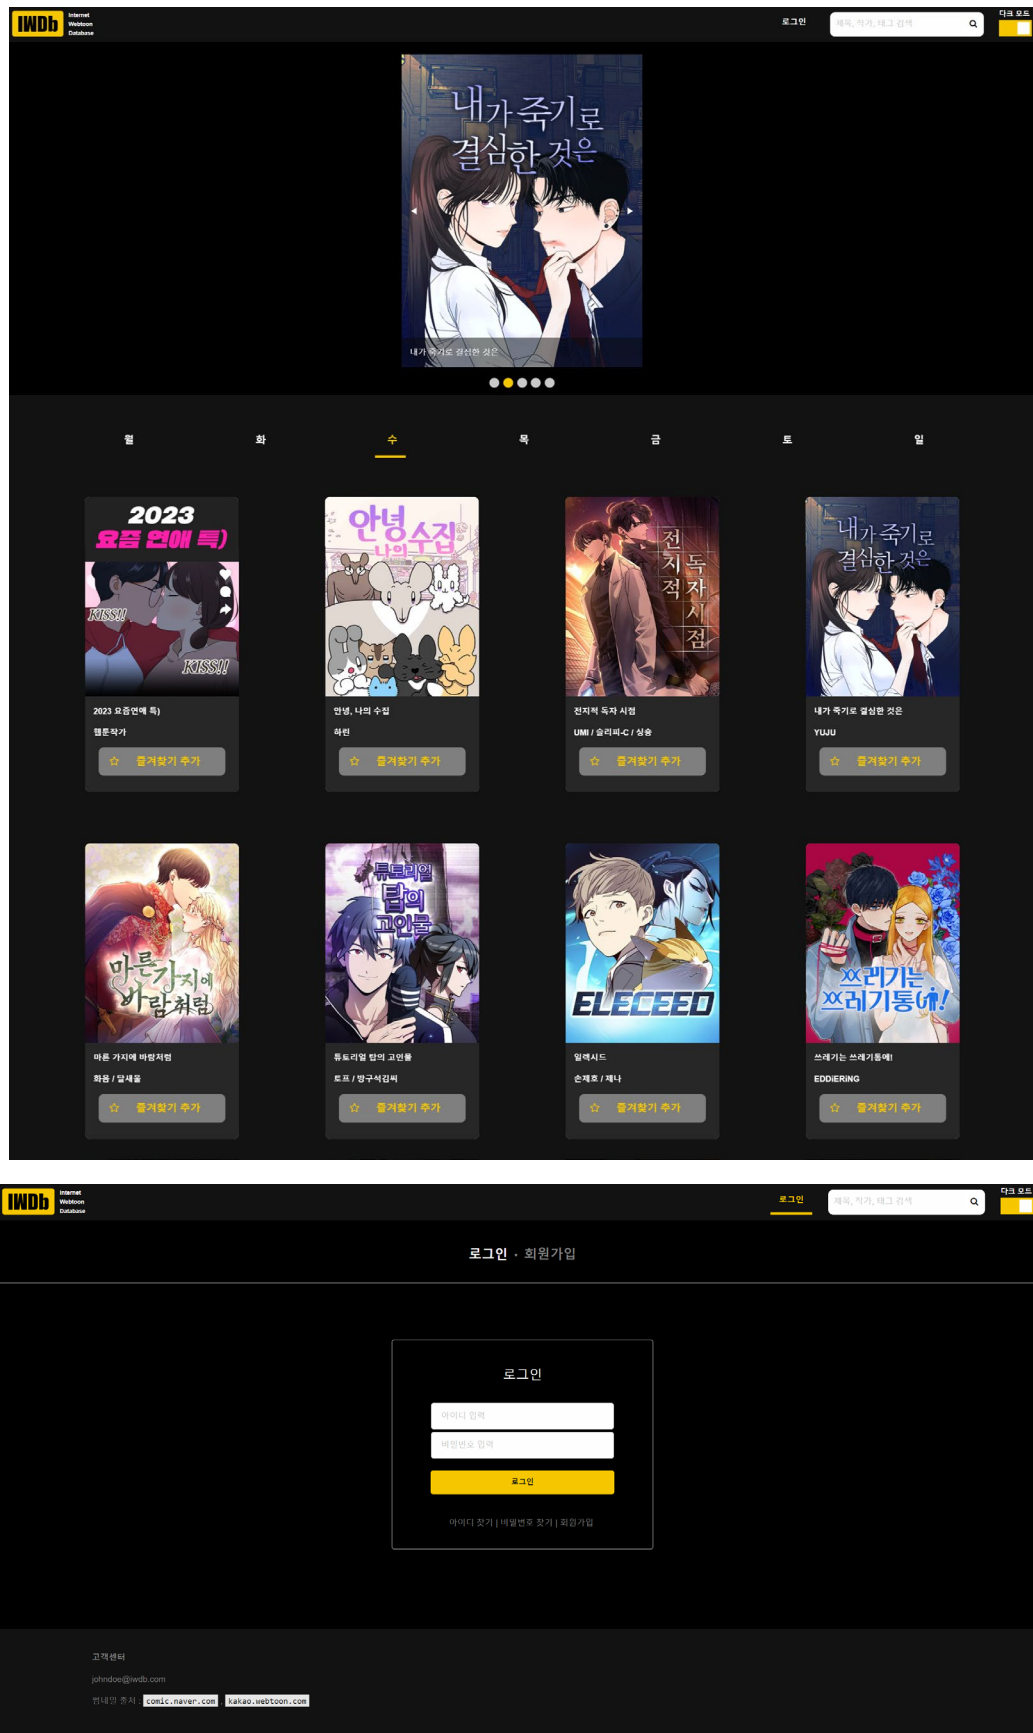 IWDb
Internet
Webtoon
Database
로그인
제목, 작가, 태그 검색
다크 모드
내가 죽기로
결심한 것은
내가 죽기로 결심한 것은
월 화 수 목 금 토 일
2023
요즘 연애 특)
KISS!!
KISS!!
2023 요즘연애 특)
웹툰작가
☆ 즐겨찾기 추가
안녕
나의 수집
안녕, 나의 수집
하린
☆ 즐겨찾기 추가
전지적
독자
시점
전지적 독자 시점
UMI / 슬리피-C / 싱숑
☆ 즐겨찾기 추가
내가 죽기로
결심한 것은
내가 죽기로 결심한 것은
YUJU
☆ 즐겨찾기 추가
마른 가지에
바람처럼
마른 가지에 바람처럼
화음 / 달새울
☆ 즐겨찾기 추가
튜토리얼
탑의
고인물
튜토리얼 탑의 고인물
토프 / 방구석김씨
☆ 즐겨찾기 추가
ELECEED
일렉시드
손제호 / 제나
☆ 즐겨찾기 추가
쓰레기는
쓰레기통에!
쓰레기는 쓰레기통에!
EDDiERiNG
☆ 즐겨찾기 추가
IWDb
Internet
Webtoon
Database
로그인
제목, 작가, 태그 검색
다크 모드
로그인 · 회원가입
로그인
아이디 입력
비밀번호 입력
로그인
아이디 찾기 | 비밀번호 찾기 | 회원가입
고객센터
johndoe@iwdb.com
썸네일 출처 : comic.naver.com , kakao.webtoon.com